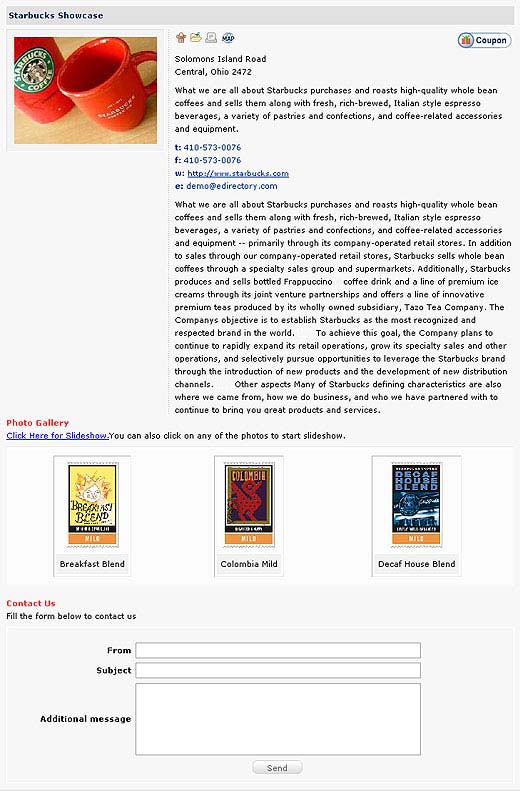 Starbucks Showcase
STARBUCKS
COFFEE
STARBUCKS
MAP
Coupon
Solomons Island Road
Central, Ohio 2472
What we are all about Starbucks purchases and roasts high-quality whole bean
coffees and sells them along with fresh, rich-brewed, Italian style espresso
beverages, a variety of pastries and confections, and coffee-related accessories
and equipment.
t: 410-573-0076
f: 410-573-0076
w: http://www.starbucks.com
e: demo@edirectory.com
What we are all about Starbucks purchases and roasts high-quality whole bean
coffees and sells them along with fresh, rich-brewed, Italian style espresso
beverages, a variety of pastries and confections, and coffee-related accessories
and equipment -- primarily through its company-operated retail stores. In addition
to sales through our company-operated retail stores, Starbucks sells whole bean
coffees through a specialty sales group and supermarkets. Additionally, Starbucks
produces and sells bottled Frappuccino coffee drink and a line of premium ice
creams through its joint venture partnerships and offers a line of innovative
premium teas produced by its wholly owned subsidiary, Tazo Tea Company. The
Companys objective is to establish Starbucks as the most recognized and
respected brand in the world. To achieve this goal, the Company plans to
continue to rapidly expand its retail operations, grow its specialty sales and other
operations, and selectively pursue opportunities to leverage the Starbucks brand
through the introduction of new products and the development of new distribution
channels. Other aspects Many of Starbucks defining characteristics are also
where we came from, how we do business, and who we have partnered with to
continue to bring you great products and services.
Photo Gallery
Click Here for Slideshow.You can also click on any of the photos to start slideshow.
BREAKFAST
BLEND
MILD
COLOMBIA
MILD
DECAF
HOUSE
BLEND
MILD
Breakfast Blend
Colombia Mild
Decaf House Blend
Contact Us
Fill the form below to contact us
From
Subject
Additional message
Send